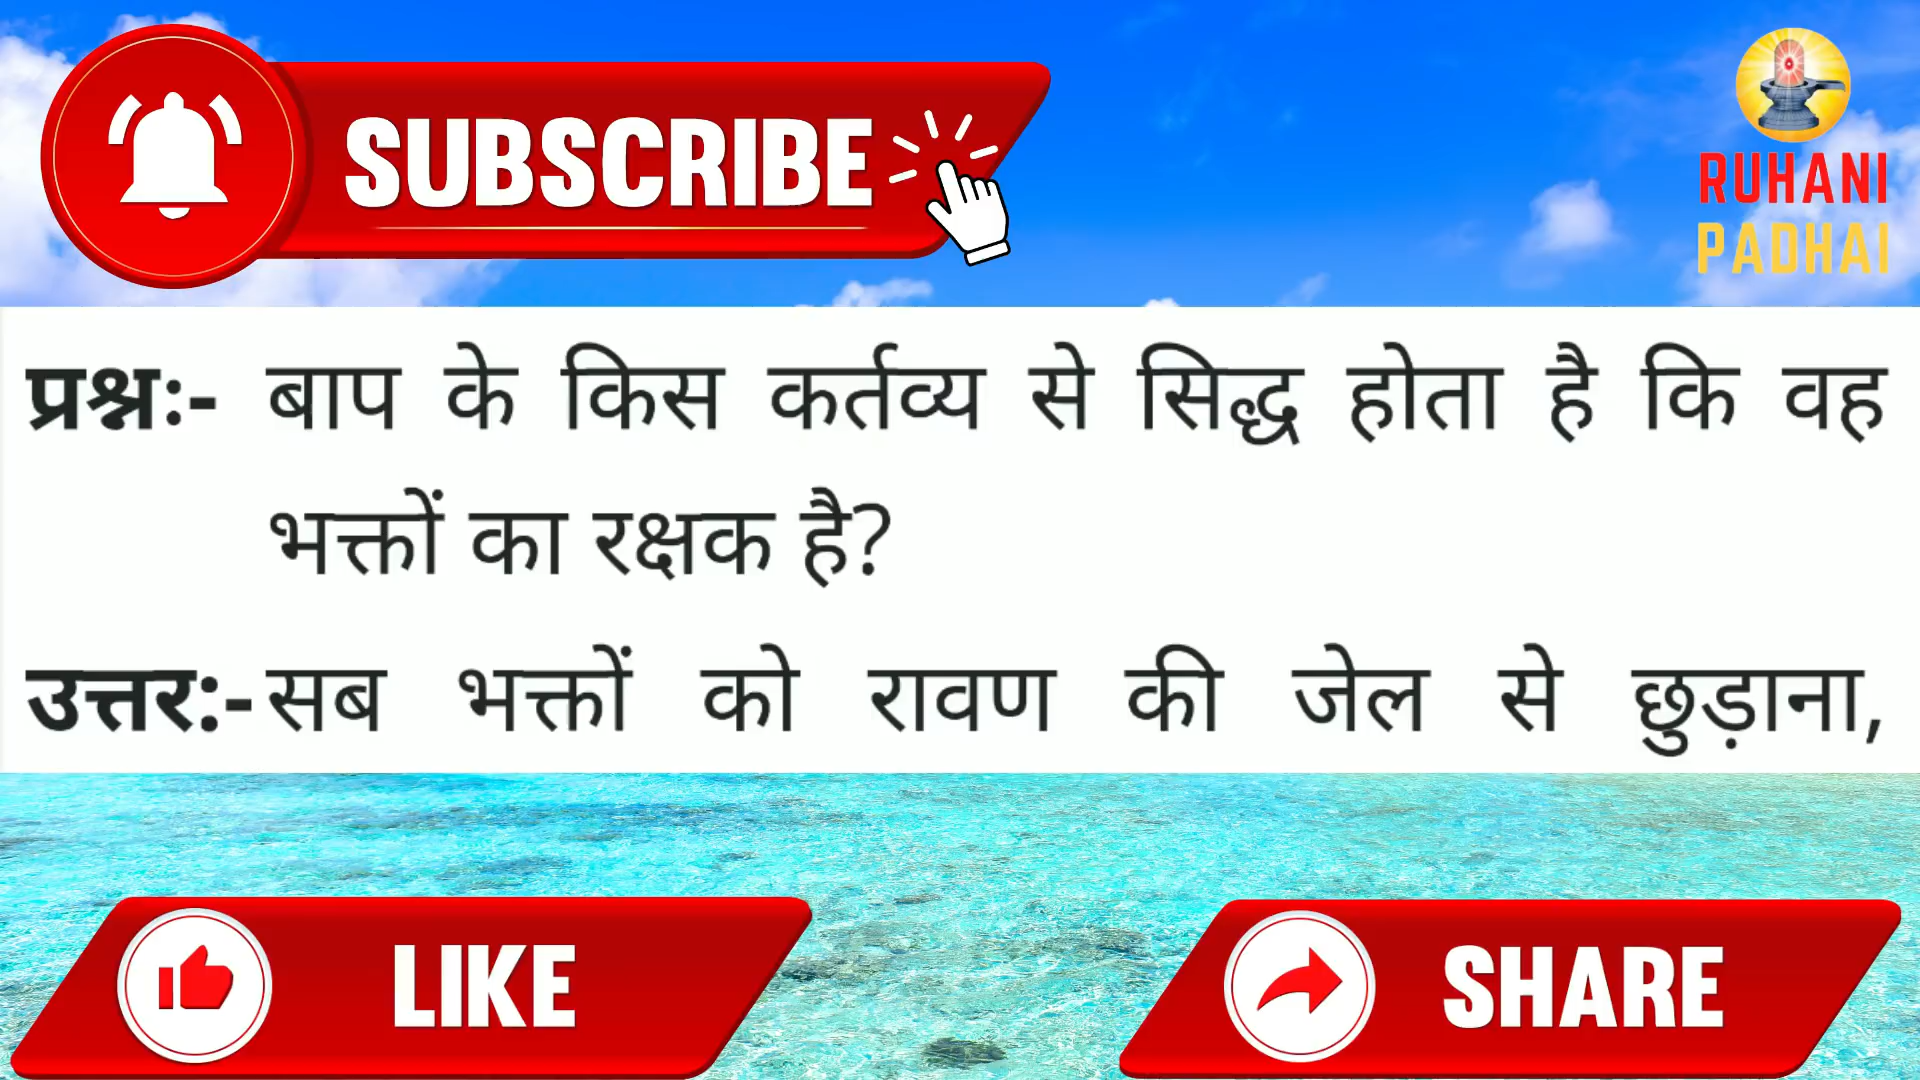 SUBSCRIBE
RUHANI
PADHAI
प्रश्न:- बाप के किस कर्तव्य से सिद्ध होता है कि वह
भक्तों का रक्षक है?
उत्तर:- सब भक्तों को रावण की जेल से छुड़ाना,
LIKE
SHARE